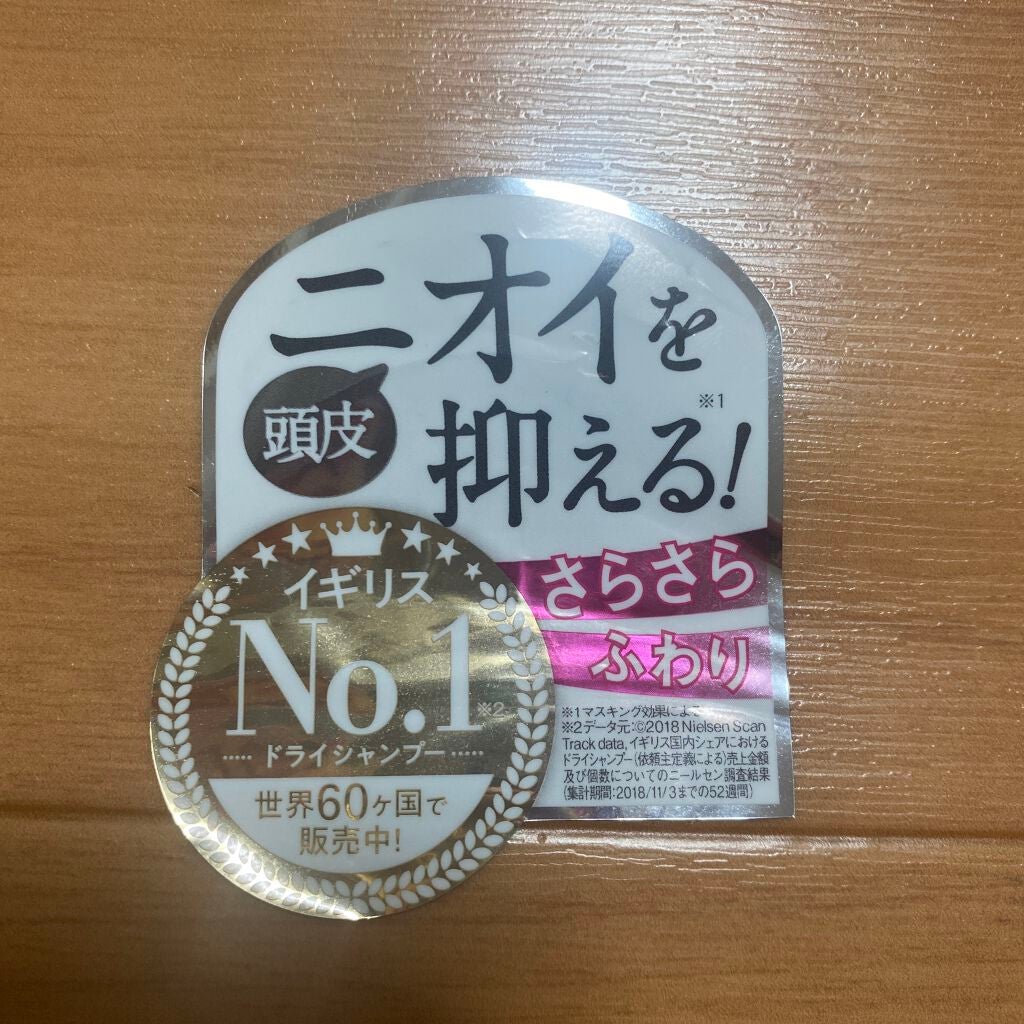 ニオイを
頭皮
抑える!
※1
さらさら
ふわり
※1マスキング効果によ
※2データ元:©2018 Nielsen Scan
Track data,イギリス国内シェアにおける
ドライシャンプー(依頼主定義による)売上金額
及び個数についてのニールセン調査結果
(集計期間:2018/11/3までの52週間)
イギリス
No.1
※2
ドライシャンプー
世界60ヶ国で
販売中!